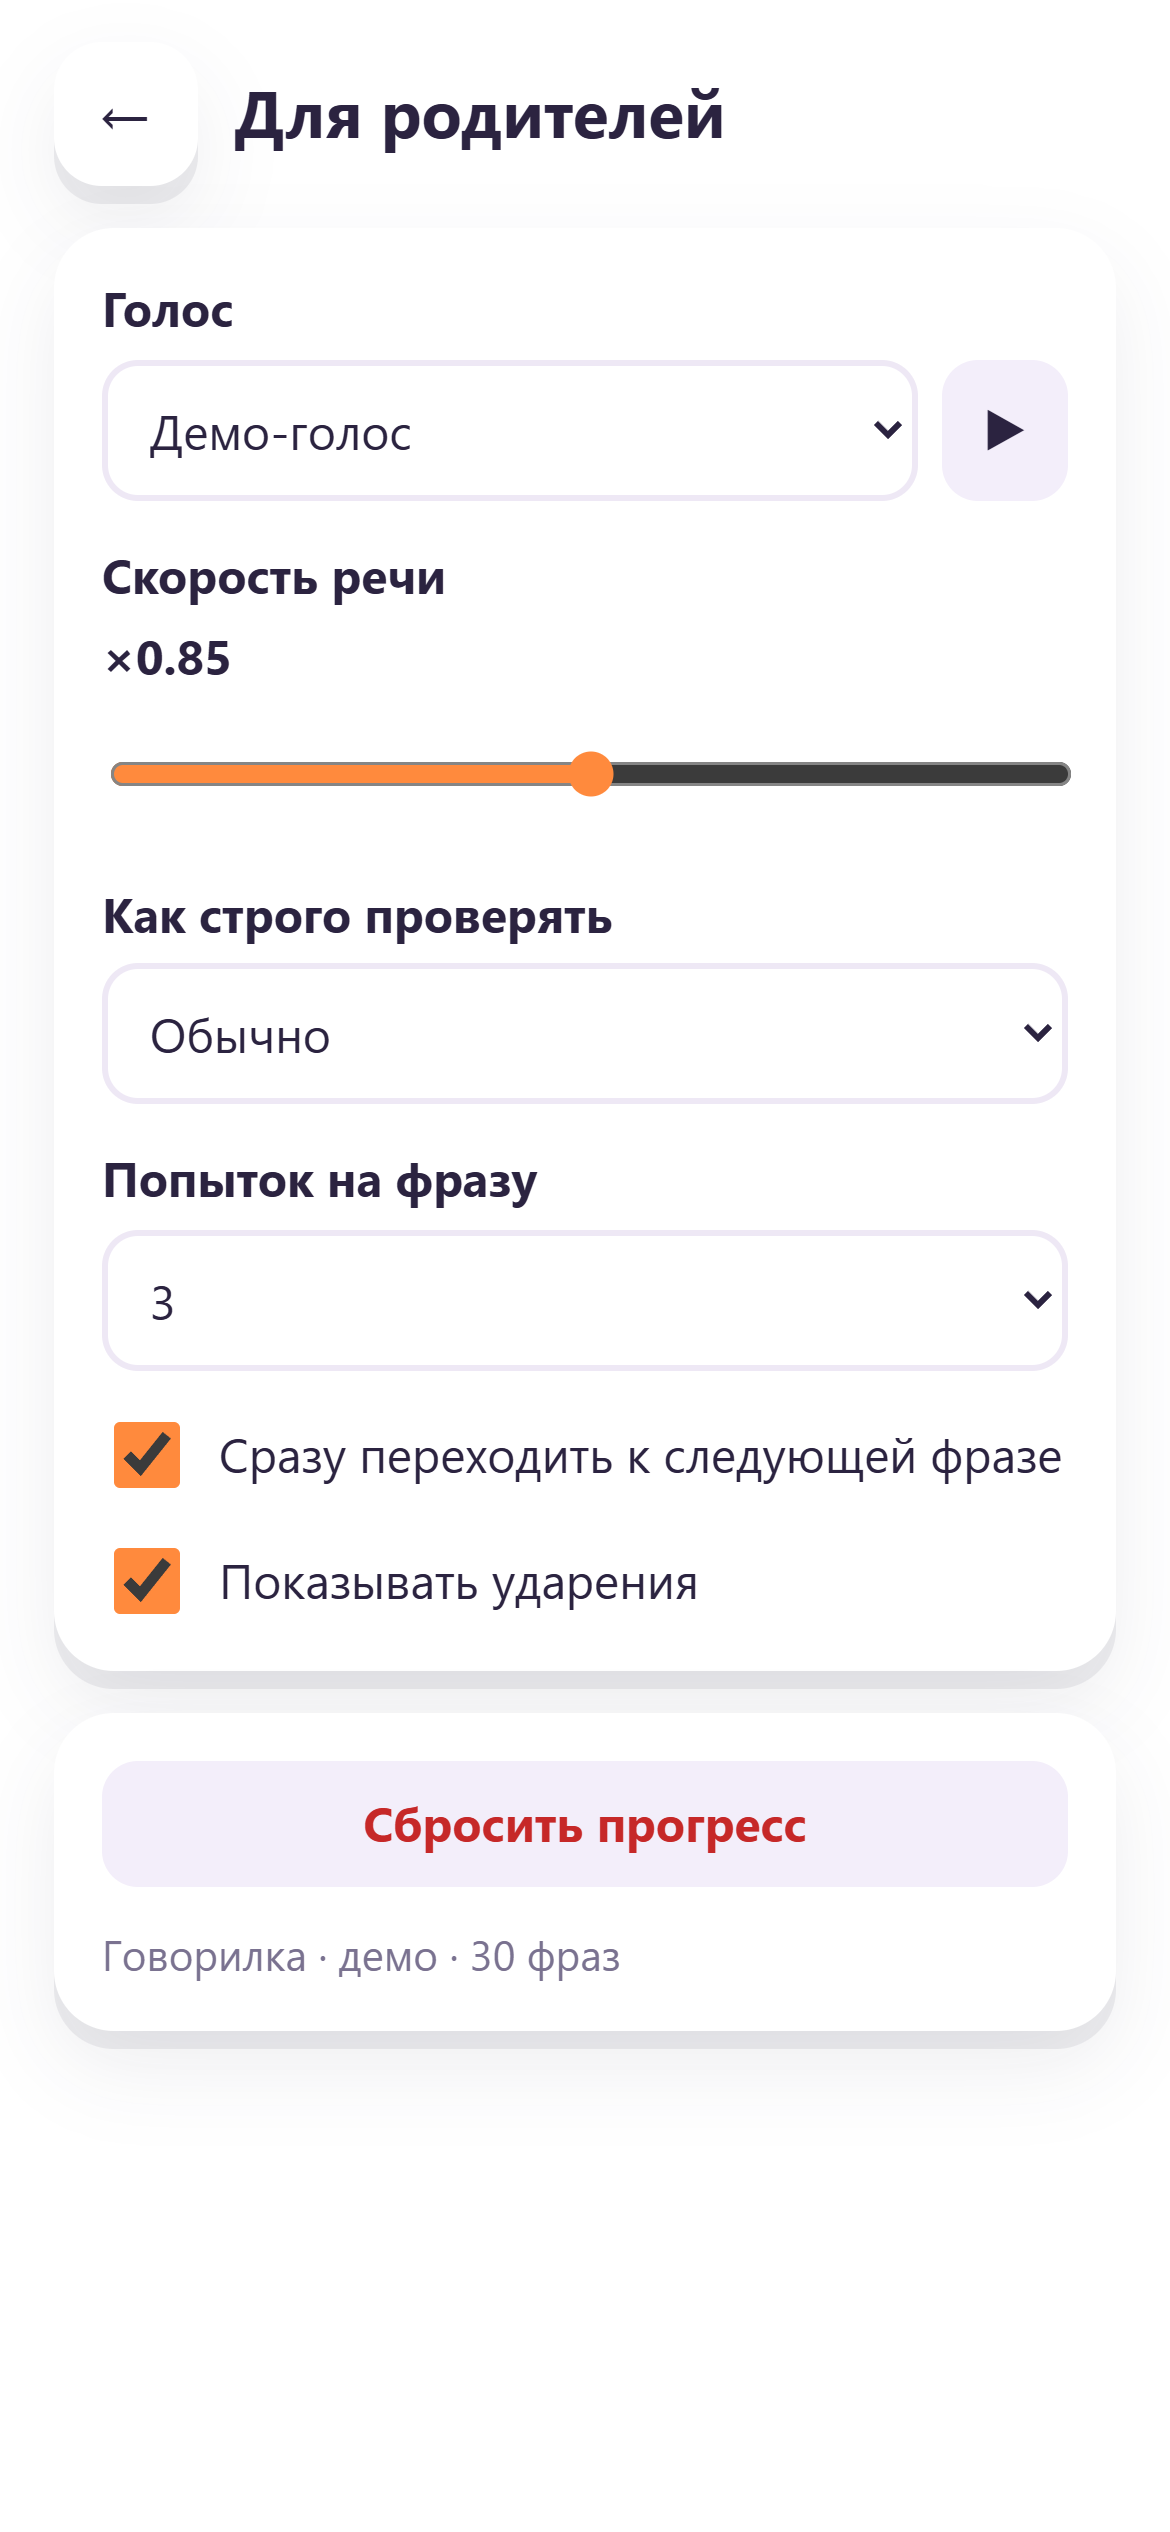 ←
Для родителей
Голос
Демо-голос
Скорость речи
×0.85
Как строго проверять
Обычно
Попыток на фразу
3
Сразу переходить к следующей фразе
Показывать ударения
Сбросить прогресс
Говорилка · демо · 30 фраз